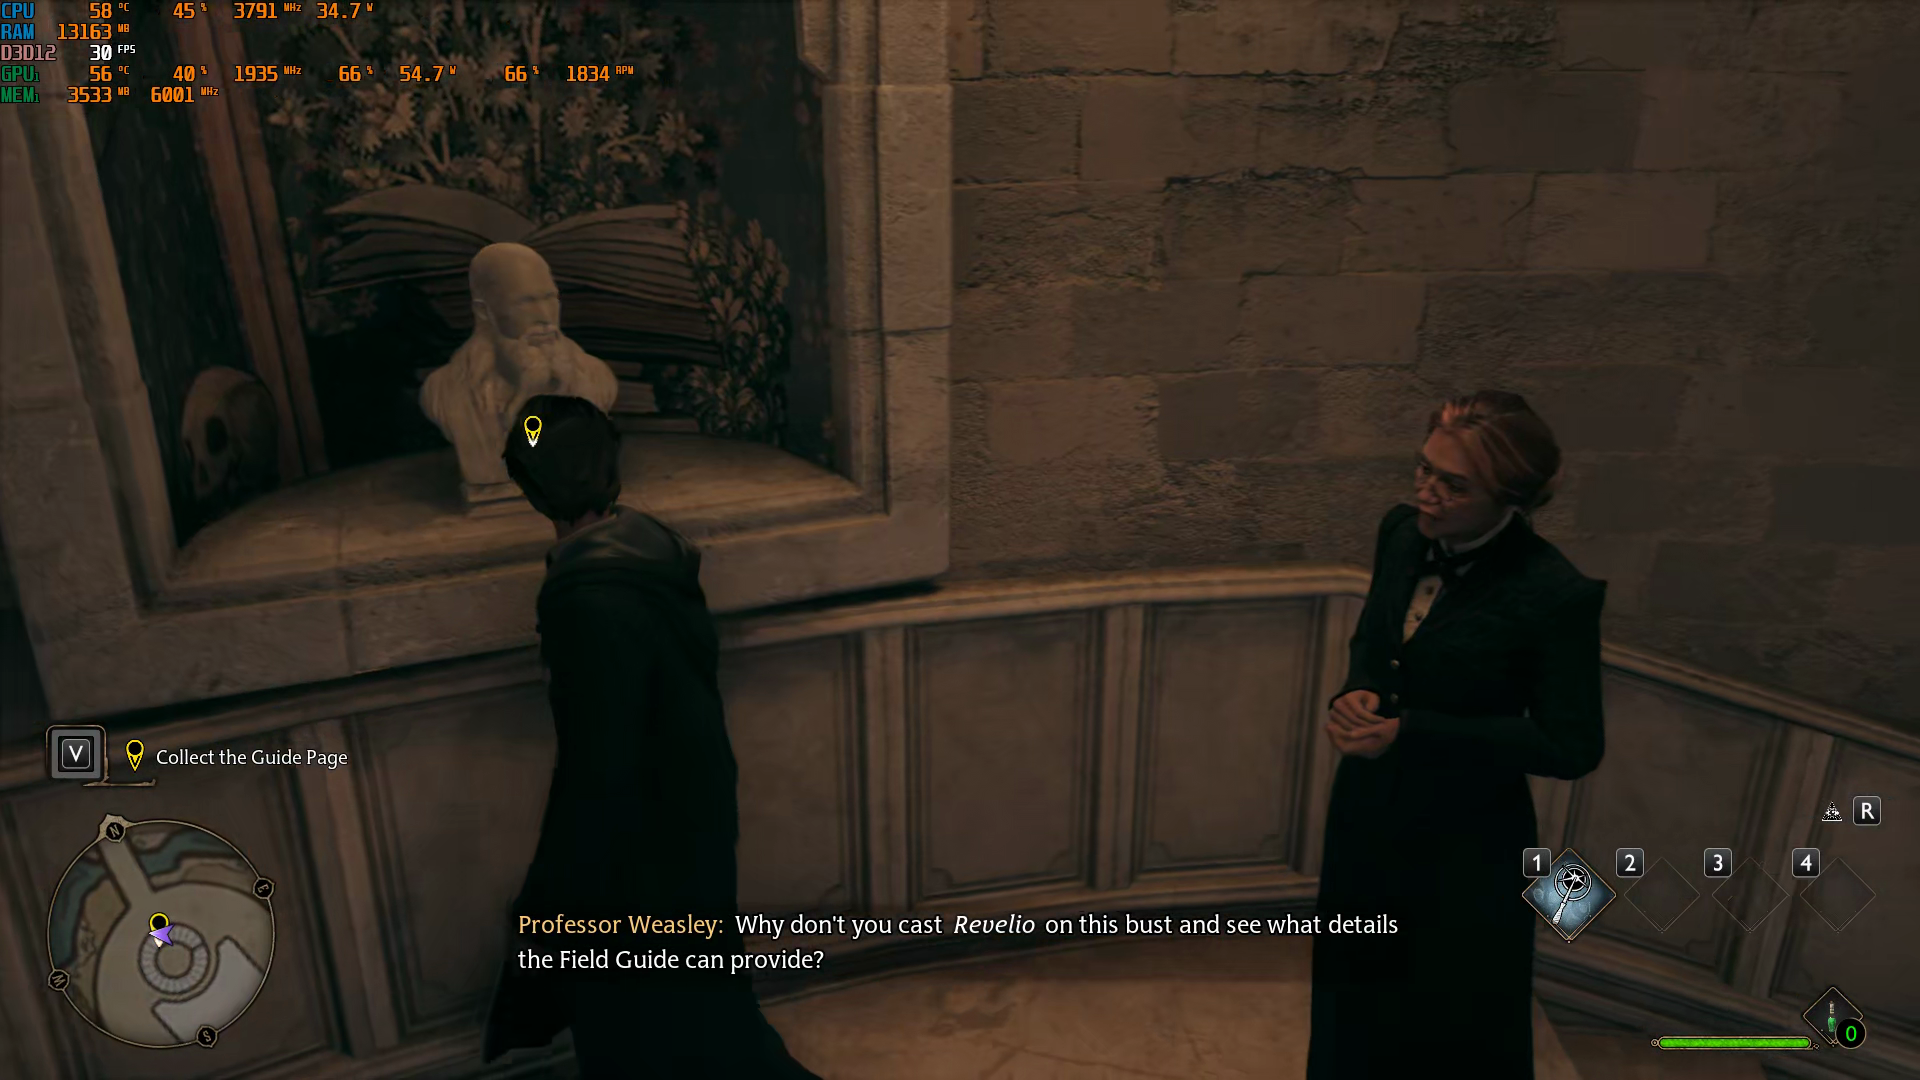 CPU 58 °C 45 % 3791 MHz 34.7 W
RAM 13163 MB
D3D12 30 FPS
GPU1 56 °C 40 % 1935 MHz 66 % 54.7 W 66 % 1834 RPM
MEM1 3533 MB 6001 MHz
V Collect the Guide Page
N
E
W
S
R
1 2 3 4
Professor Weasley: Why don't you cast Revelio on this bust and see what details
the Field Guide can provide?
0